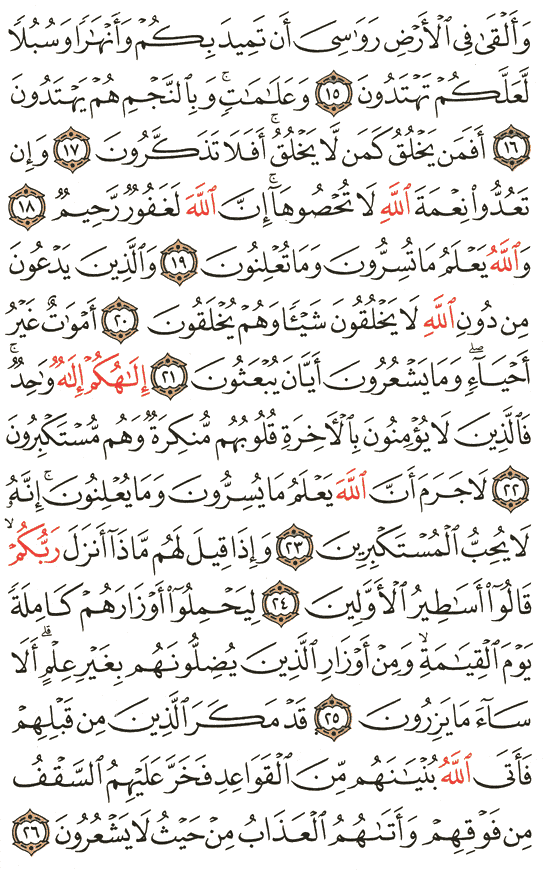 وَأَلۡقَىٰ فِي ٱلۡأَرۡضِ رَوَٰسِيَ أَن تَمِيدَ بِكُمۡ وَأَنۡهَٰرٗا وَسُبُلٗا
لَّعَلَّكُمۡ تَهۡتَدُونَ ١٥ وَعَلَٰمَٰتٖۚ وَبِٱلنَّجۡمِ هُمۡ يَهۡتَدُونَ
١٦ أَفَمَن يَخۡلُقُ كَمَن لَّا يَخۡلُقُۚ أَفَلَا تَذَكَّرُونَ ١٧ وَإِن
تَعُدُّواْ نِعۡمَةَ ٱللَّهِ لَا تُحۡصُوهَآۚ إِنَّ ٱللَّهَ لَغَفُورٞ رَّحِيمٞ ١٨
وَٱللَّهُ يَعۡلَمُ مَا تُسِرُّونَ وَمَا تُعۡلِنُونَ ١٩ وَٱلَّذِينَ يَدۡعُونَ
مِن دُونِ ٱللَّهِ لَا يَخۡلُقُونَ شَيۡـٔٗا وَهُمۡ يُخۡلَقُونَ ٢٠ أَمۡوَٰتٌ غَيۡرُ
أَحۡيَآءٖۖ وَمَا يَشۡعُرُونَ أَيَّانَ يُبۡعَثُونَ ٢١ إِلَٰهُكُمۡ إِلَٰهٞ وَٰحِدٞۚ
فَٱلَّذِينَ لَا يُؤۡمِنُونَ بِٱلۡأٓخِرَةِ قُلُوبُهُم مُّنكِرَةٞ وَهُم مُّسۡتَكۡبِرُونَ
٢٢ لَا جَرَمَ أَنَّ ٱللَّهَ يَعۡلَمُ مَا يُسِرُّونَ وَمَا يُعۡلِنُونَۚ إِنَّهُۥ
لَا يُحِبُّ ٱلۡمُسۡتَكۡبِرِينَ ٢٣ وَإِذَا قِيلَ لَهُم مَّاذَآ أَنزَلَ رَبُّكُمۡۙ
قَالُوٓاْ أَسَٰطِيرُ ٱلۡأَوَّلِينَ ٢٤ لِيَحۡمِلُوٓاْ أَوۡزَارَهُمۡ كَامِلَةٗ
يَوۡمَ ٱلۡقِيَٰمَةِۙ وَمِنۡ أَوۡزَارِ ٱلَّذِينَ يُضِلُّونَهُم بِغَيۡرِ عِلۡمٍۗ أَلَا
سَآءَ مَا يَزِرُونَ ٢٥ قَدۡ مَكَرَ ٱلَّذِينَ مِن قَبۡلِهِمۡ
فَأَتَى ٱللَّهُ بُنۡيَٰنَهُم مِّنَ ٱلۡقَوَاعِدِ فَخَرَّ عَلَيۡهِمُ ٱلسَّقۡفُ
مِن فَوۡقِهِمۡ وَأَتَىٰهُمُ ٱلۡعَذَابُ مِنۡ حَيۡثُ لَا يَشۡعُرُونَ ٢٦